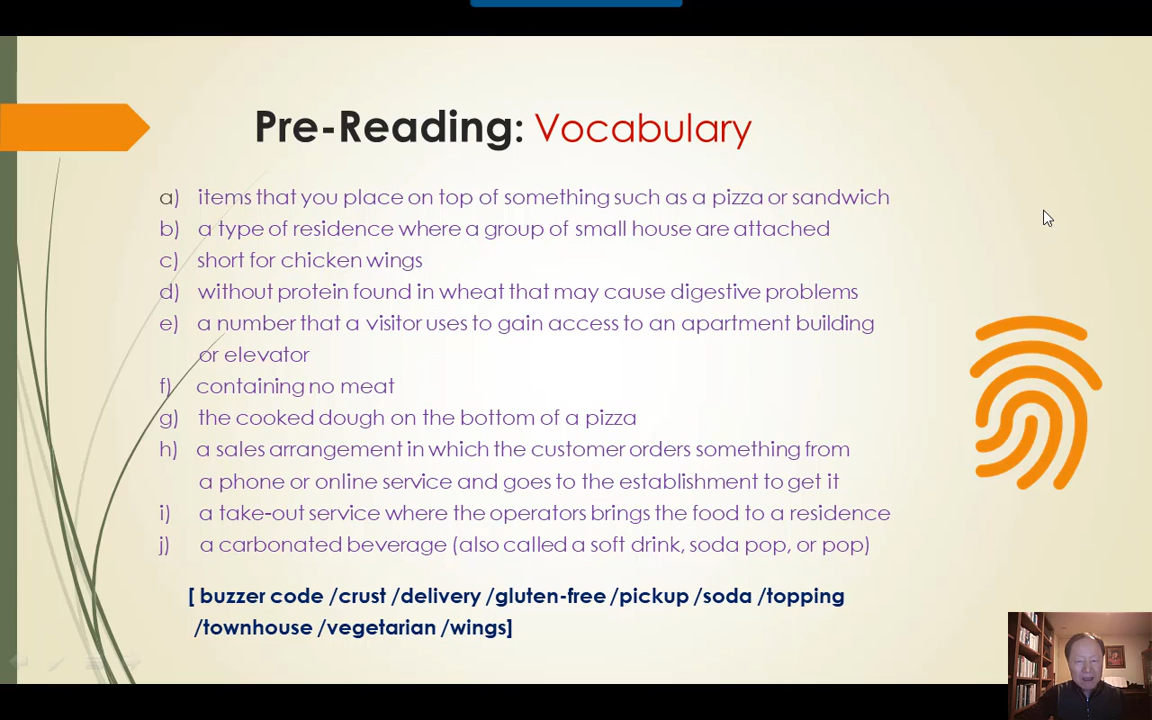 Pre-Reading: Vocabulary
a) items that you place on top of something such as a pizza or sandwich
b) a type of residence where a group of small house are attached
c) short for chicken wings
d) without protein found in wheat that may cause digestive problems
e) a number that a visitor uses to gain access to an apartment building
or elevator
f) containing no meat
g) the cooked dough on the bottom of a pizza
h) a sales arrangement in which the customer orders something from
a phone or online service and goes to the establishment to get it
i) a take-out service where the operators brings the food to a residence
j) a carbonated beverage (also called a soft drink, soda pop, or pop)
[ buzzer code /crust /delivery /gluten-free /pickup /soda /topping
/townhouse /vegetarian /wings]